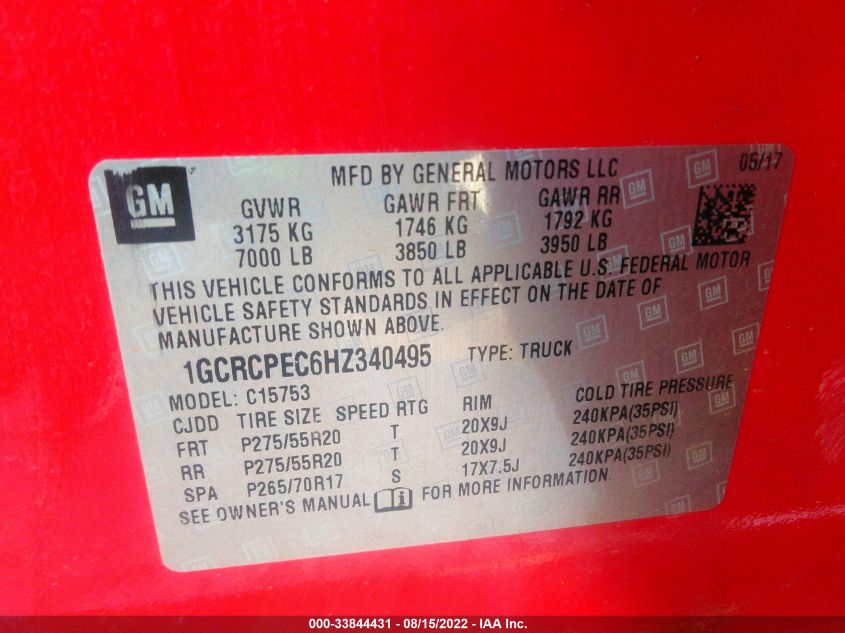 GM
MFD BY GENERAL MOTORS LLC
05/17
GVWR GAWR FRT GAWR RR
3175 KG 1746 KG 1792 KG
7000 LB 3850 LB 3950 LB
THIS VEHICLE CONFORMS TO ALL APPLICABLE U.S. FEDERAL MOTOR
VEHICLE SAFETY STANDARDS IN EFFECT ON THE DATE OF
MANUFACTURE SHOWN ABOVE.
1GCRCPEC6HZ340495 TYPE: TRUCK
MODEL: C15753
CJDD TIRE SIZE SPEED RTG RIM COLD TIRE PRESSURE
FRT P275/55R20 T 20X9J 240KPA(35PSI)
RR P275/55R20 T 20X9J 240KPA(35PSI)
SPA P265/70R17 S 17X7.5J 240KPA(35PSI)
SEE OWNER'S MANUAL FOR MORE INFORMATION.
000-33844431 - 08/15/2022 - IAA Inc.